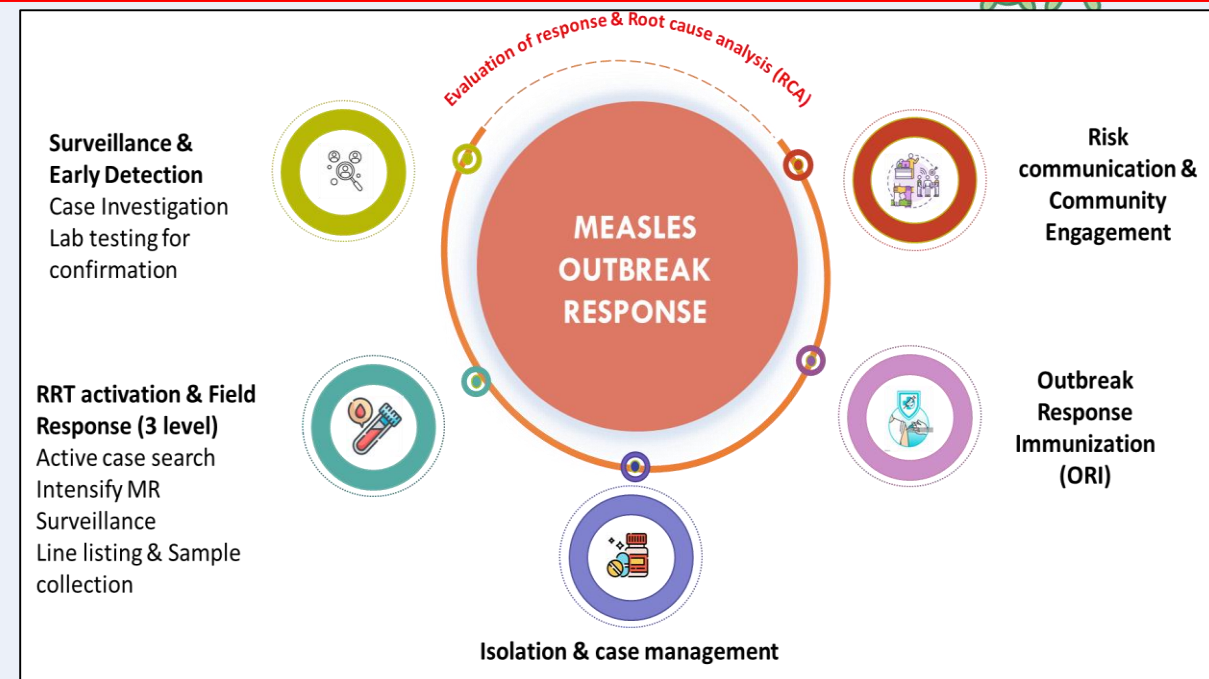 Evaluation of response & Root cause analysis (RCA)
MEASLES
OUTBREAK
RESPONSE
Surveillance &
Early Detection
Case Investigation
Lab testing for
confirmation
RRT activation & Field
Response (3 level)
Active case search
Intensify MR
Surveillance
Line listing & Sample
collection
Isolation & case management
Outbreak
Response
Immunization
(ORI)
Risk
communication &
Community
Engagement